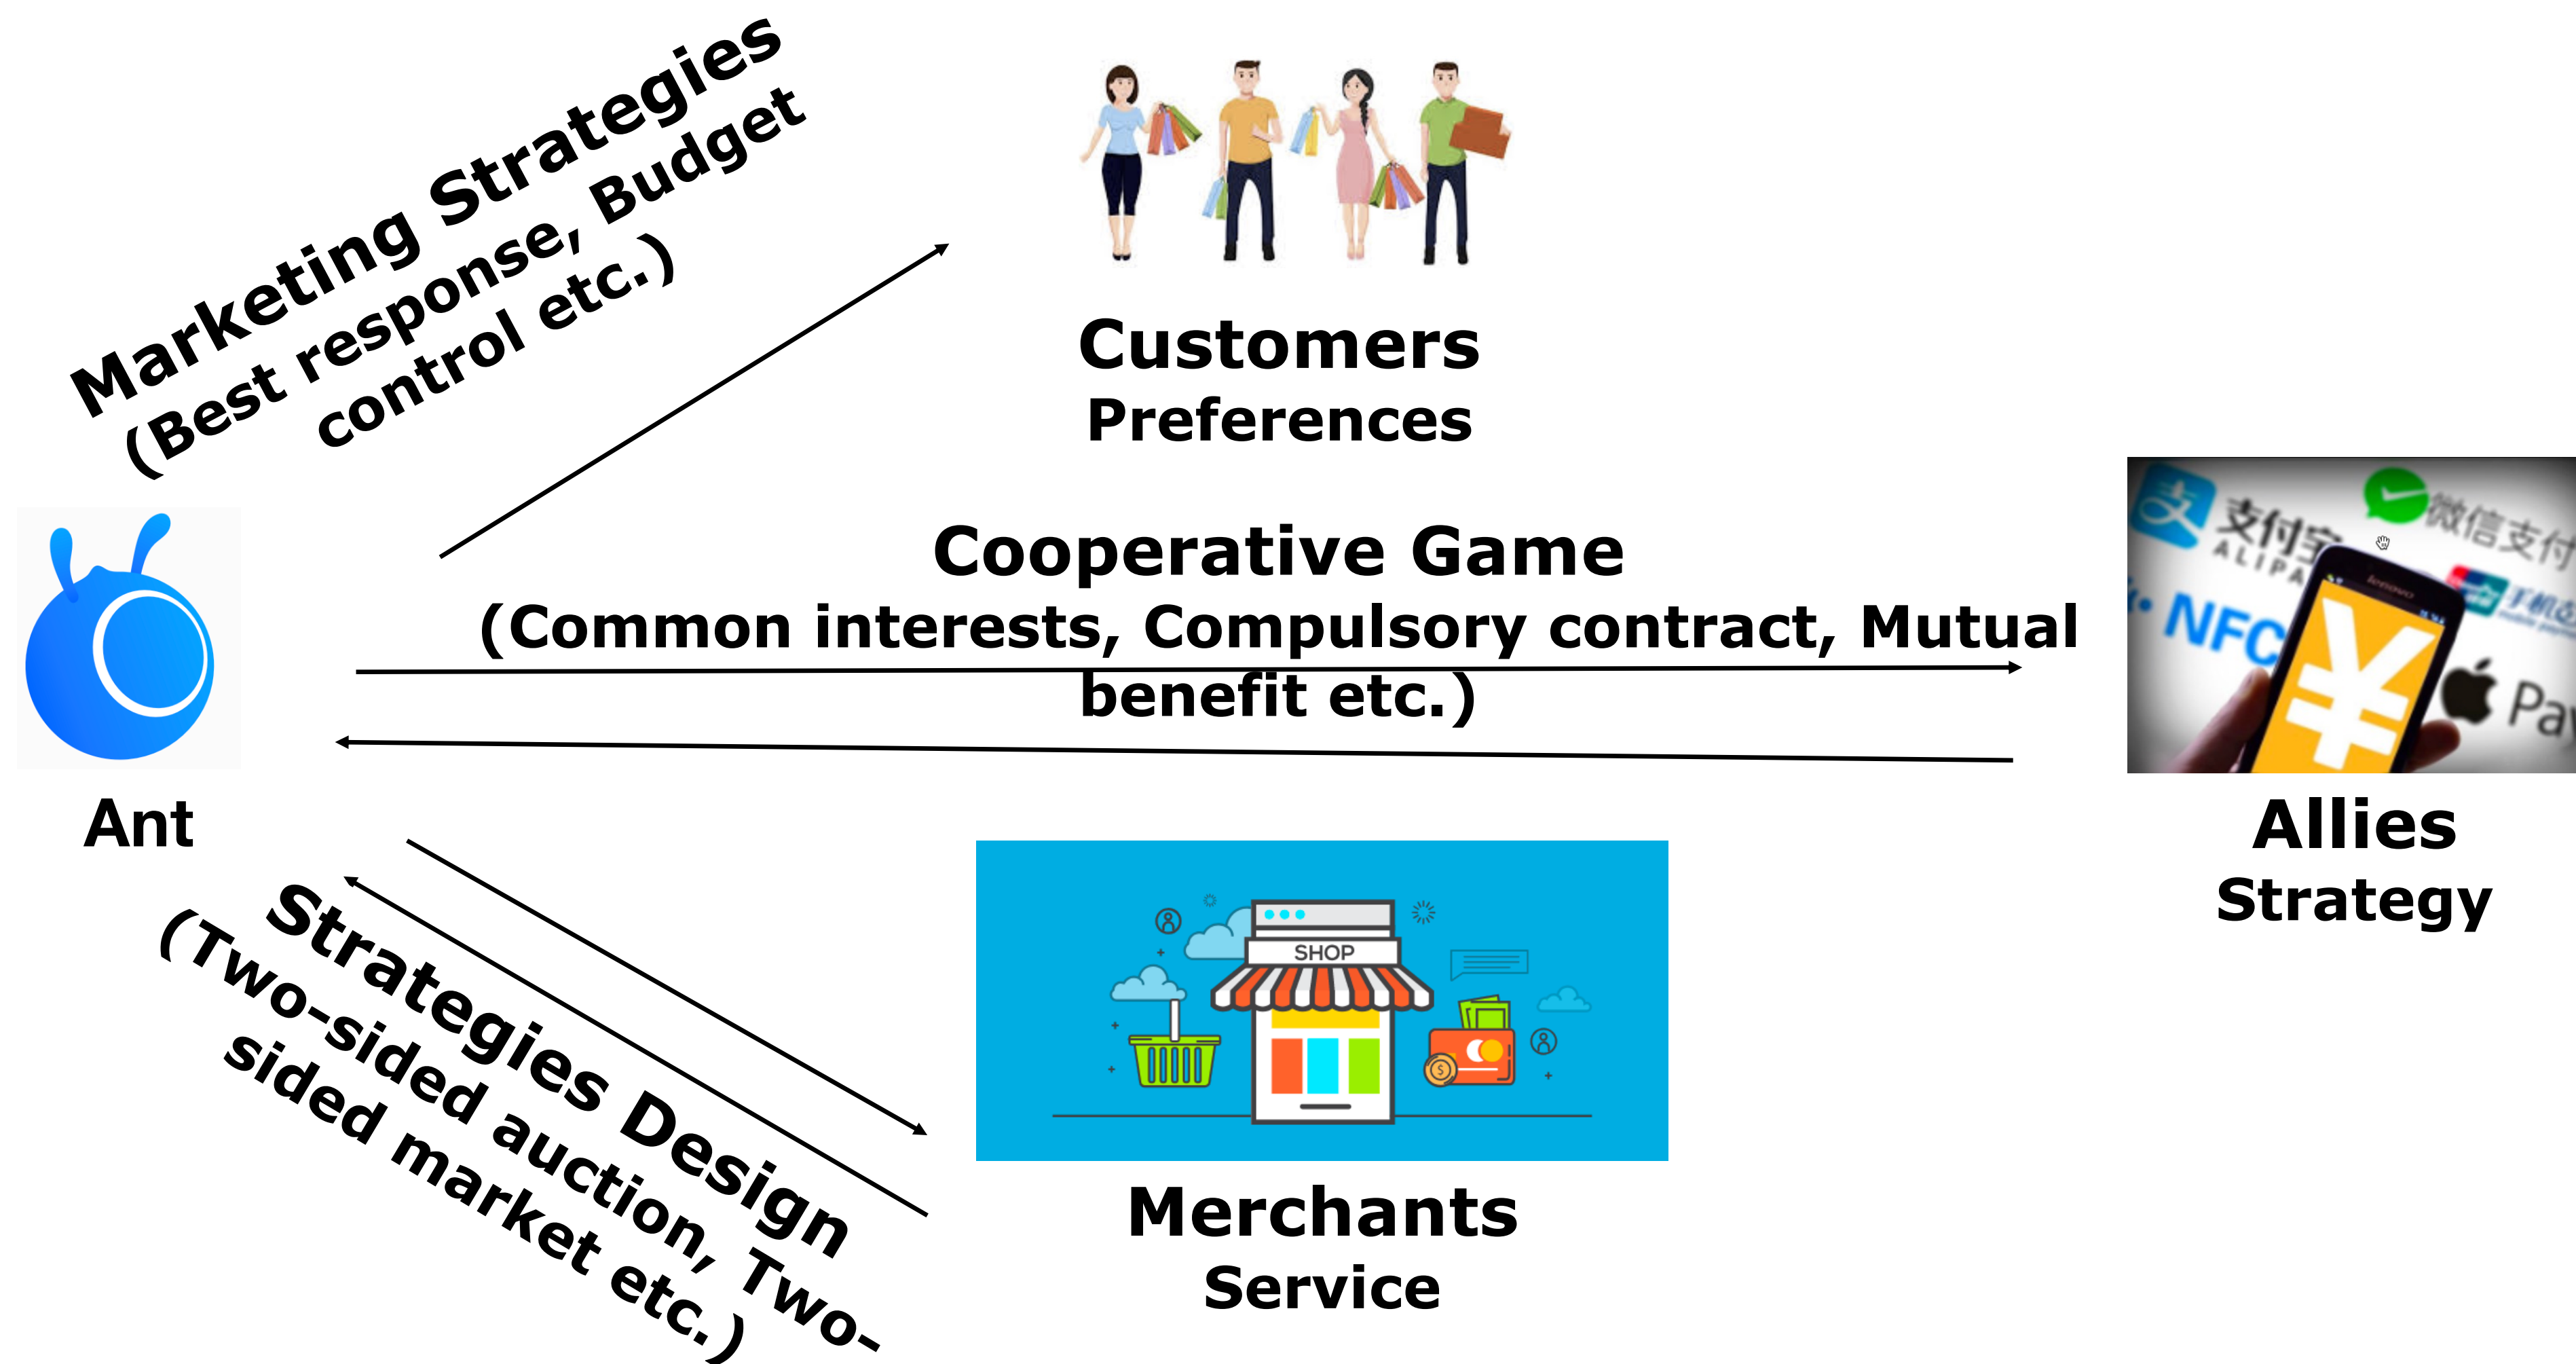 Marketing Strategies
(Best response, Budget
control etc.)
Customers
Preferences
Cooperative Game
(Common interests, Compulsory contract, Mutual
benefit etc.)
支付宝
ALIPA
微信支付
NFC
lenovo
¥
Pay
Ant
Allies
Strategy
Strategies Design
(Two-sided auction, Two-
sided market etc.)
SHOP
$
Merchants
Service